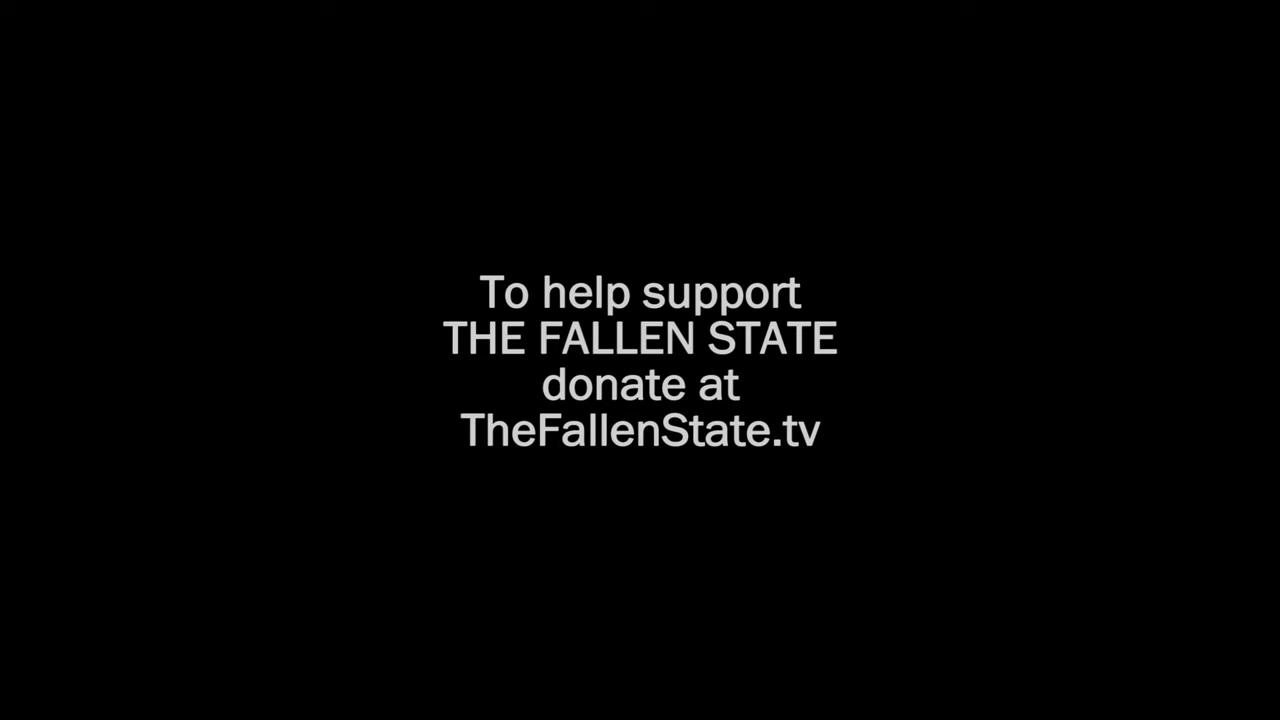 To help support
THE FALLEN STATE
donate at
TheFallenState.tv